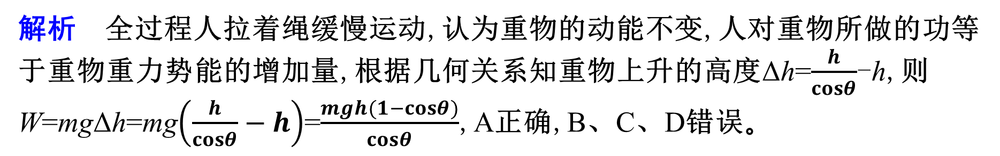 解析　全过程人拉着绳缓慢运动,认为重物的动能不变,人对重物所做的功等
于重物重力势能的增加量,根据几何关系知重物上升的高度Δh=\frac{h}{cosθ}−h,则
W=mgΔh=mg(\frac{h}{cosθ} − h)=\frac{mgh(1−cosθ)}{cosθ},A正确,B、C、D错误。